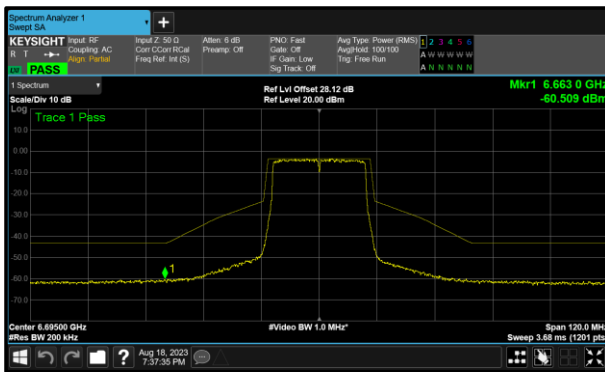 Spectrum Analyzer 1
Swept SA
KEYSIGHT Input: RF Input Z: 50 Ω Atten: 6 dB PNO: Fast Avg Type: Power (RMS) 1 2 3 4 5 6
R T Coupling: AC Corr CCorr RCal Preamp: Off Gate: Off Avg|Hold: 100/100 A W W W W W
Align: Partial Freq Ref: Int (S) IF Gain: Low Trig: Free Run
PASS Sig Track: Off A N N N N N
1 Spectrum Ref Lvl Offset 28.12 dB Mkr1 6.663 0 GHz
Scale/Div 10 dB Ref Level 20.00 dBm -60.509 dBm
Log
Trace 1 Pass
10.0
0.00
-10.0
-20.0
-30.0
-40.0
-50.0
1
-60.0
-70.0
Center 6.69500 GHz #Video BW 1.0 MHz* Span 120.0 MHz
#Res BW 200 kHz Sweep 3.68 ms (1201 pts
? Aug 18, 2023
7:37:35 PM